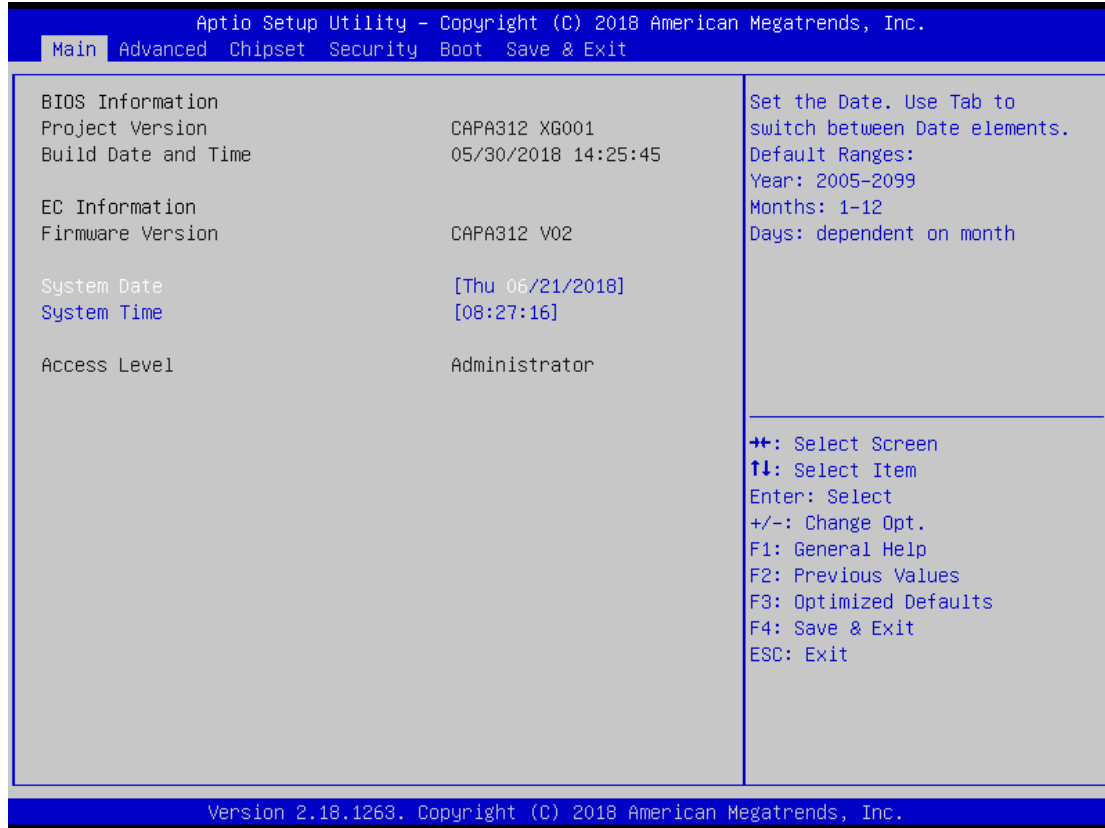 Aptio Setup Utility – Copyright (C) 2018 American Megatrends, Inc.
Main Advanced Chipset Security Boot Save & Exit
BIOS Information
Project Version CAPA312 XG001
Build Date and Time 05/30/2018 14:25:45
EC Information
Firmware Version CAPA312 V02
System Date [Thu 06/21/2018]
System Time [08:27:16]
Access Level Administrator
Set the Date. Use Tab to
switch between Date elements.
Default Ranges:
Year: 2005-2099
Months: 1-12
Days: dependent on month
→←: Select Screen
↑↓: Select Item
Enter: Select
+/-: Change Opt.
F1: General Help
F2: Previous Values
F3: Optimized Defaults
F4: Save & Exit
ESC: Exit
Version 2.18.1263. Copyright (C) 2018 American Megatrends, Inc.